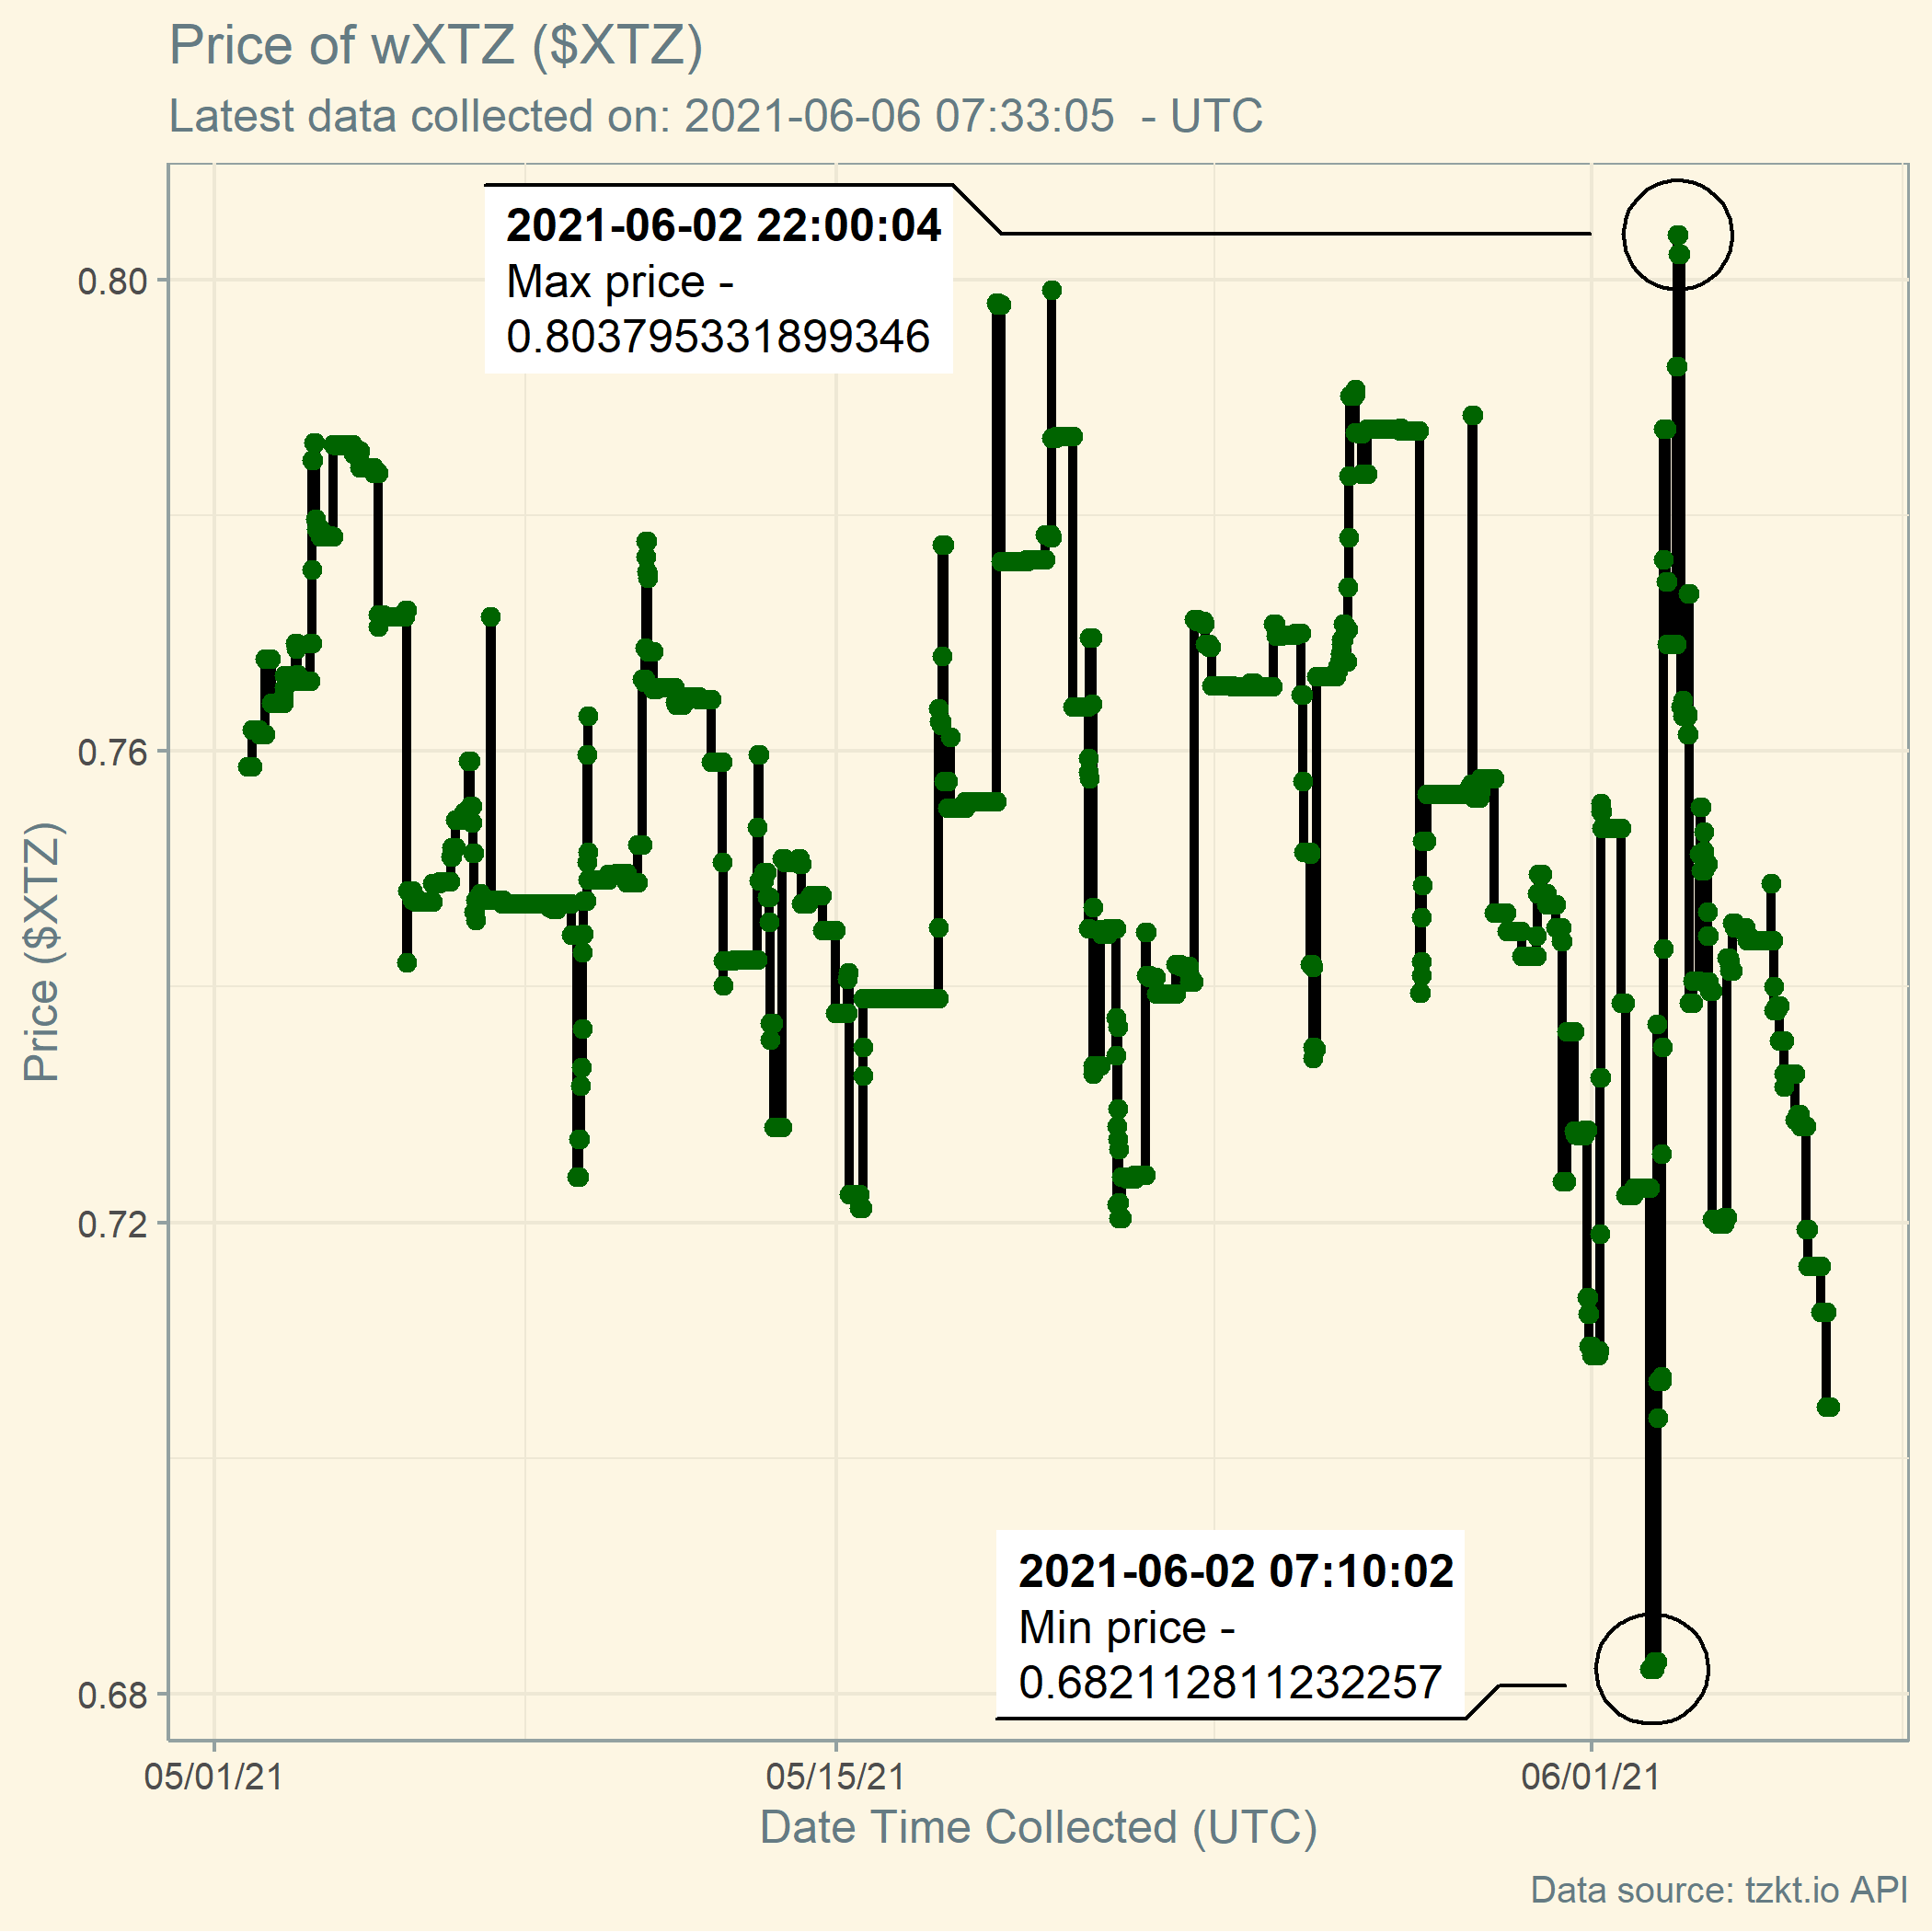 Price of wXTZ ($XTZ)
Latest data collected on: 2021-06-06 07:33:05  - UTC
2021-06-02 22:00:04
Max price -
0.803795331899346
0.80
0.76
0.72
0.68
Price ($XTZ)
2021-06-02 07:10:02
Min price -
0.682112811232257
05/01/21
05/15/21
06/01/21
Date Time Collected (UTC)
Data source: tzkt.io API